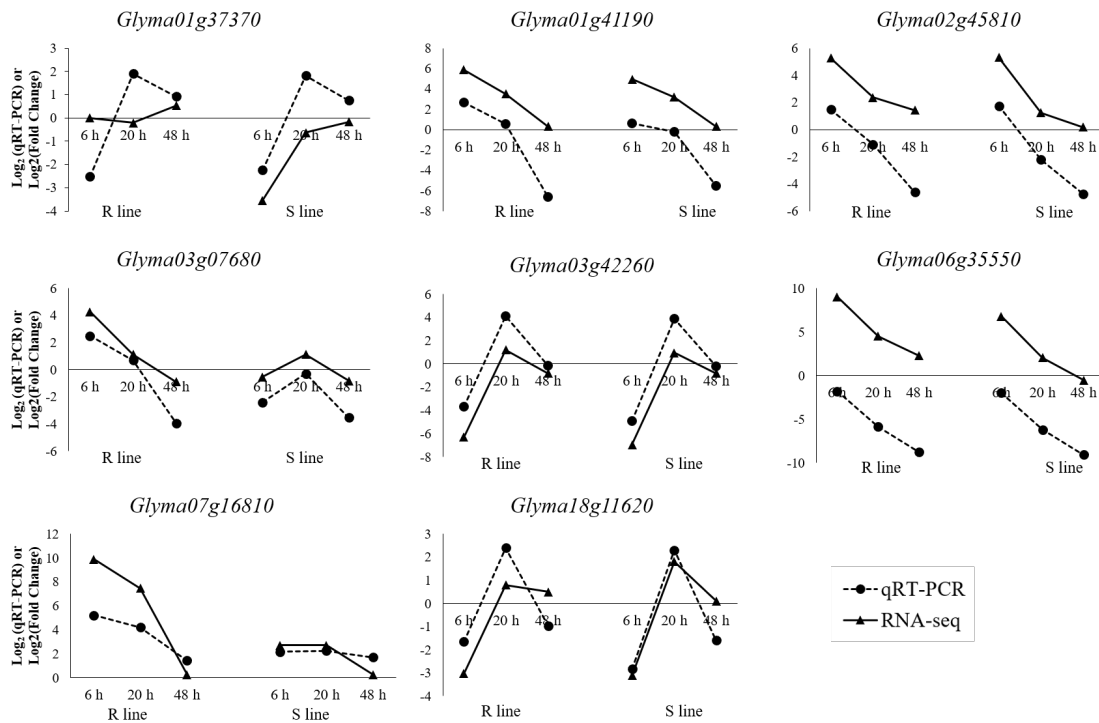 Glyma01g37370
Log₂ (qRT-PCR) or
Log2(Fold Change)
3
2
1
0
-1
-2
-3
-4
6 h 20 h 48 h
6 h 20 h 48 h
R line
S line
Glyma01g41190
8
6
4
2
0
-2
-4
-6
-8
6 h 20 h 48 h
6 h 20 h 48 h
R line
S line
Glyma02g45810
6
4
2
0
-2
-4
-6
6 h 20 h 48 h
6 h 20 h 48 h
R line
S line
Glyma03g07680
Log₂ (qRT-PCR) or
Log2(Fold Change)
6
4
2
0
-2
-4
-6
6 h 20 h 48 h
6 h 20 h 48 h
R line
S line
Glyma03g42260
6
4
2
0
-2
-4
-6
-8
6 h 20 h 48 h
6 h 20 h 48 h
R line
S line
Glyma06g35550
10
5
0
-5
-10
6 h 20 h 48 h
6 h 20 h 48 h
R line
S line
Glyma07g16810
Log₂ (qRT-PCR) or
Log2(Fold Change)
12
10
8
6
4
2
0
6 h 20 h 48 h
6 h 20 h 48 h
R line
S line
Glyma18g11620
3
2
1
0
-1
-2
-3
-4
6 h 20 h 48 h
6 h 20 h 48 h
R line
S line
qRT-PCR
RNA-seq